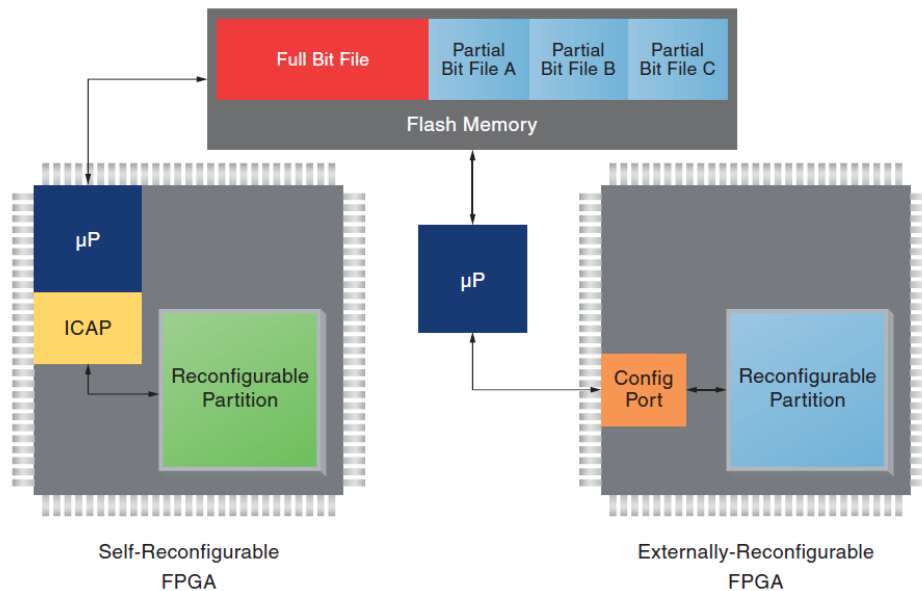 Full Bit File
Partial
Bit File A
Partial
Bit File B
Partial
Bit File C
Flash Memory
µP
ICAP
Reconfigurable
Partition
µP
Config
Port
Reconfigurable
Partition
Self-Reconfigurable
FPGA
Externally-Reconfigurable
FPGA